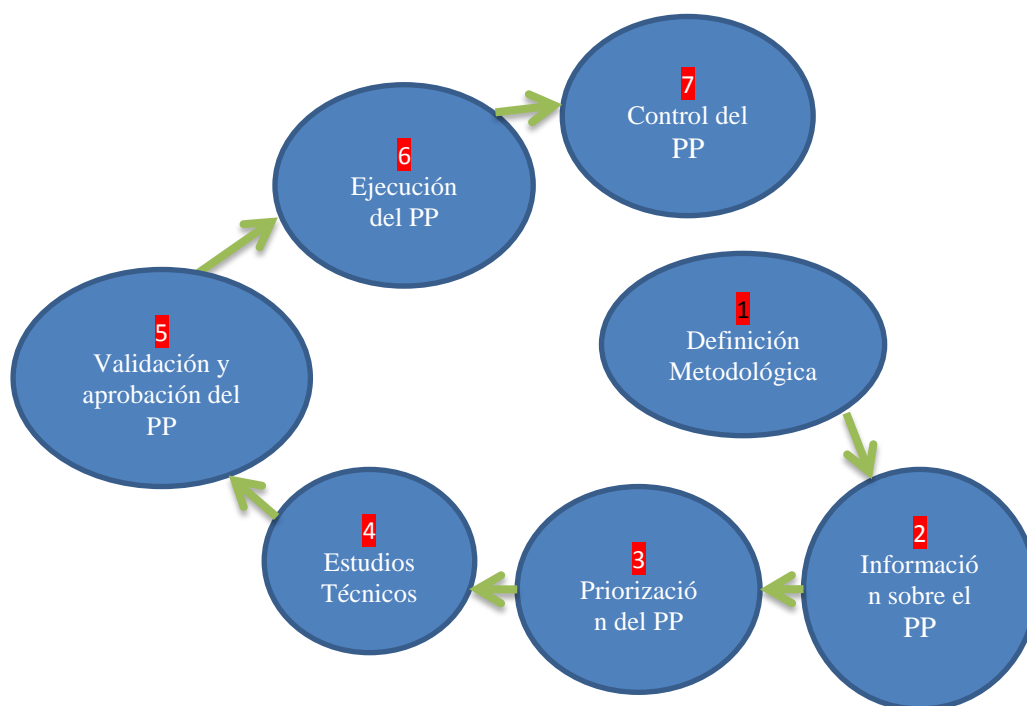 7
Control del
PP
6
Ejecución
del PP
1
Definición
Metodológica
5
Validación y
aprobación del
PP
4
Estudios
Técnicos
3
Priorizació
n del PP
2
Informació
n sobre el
PP